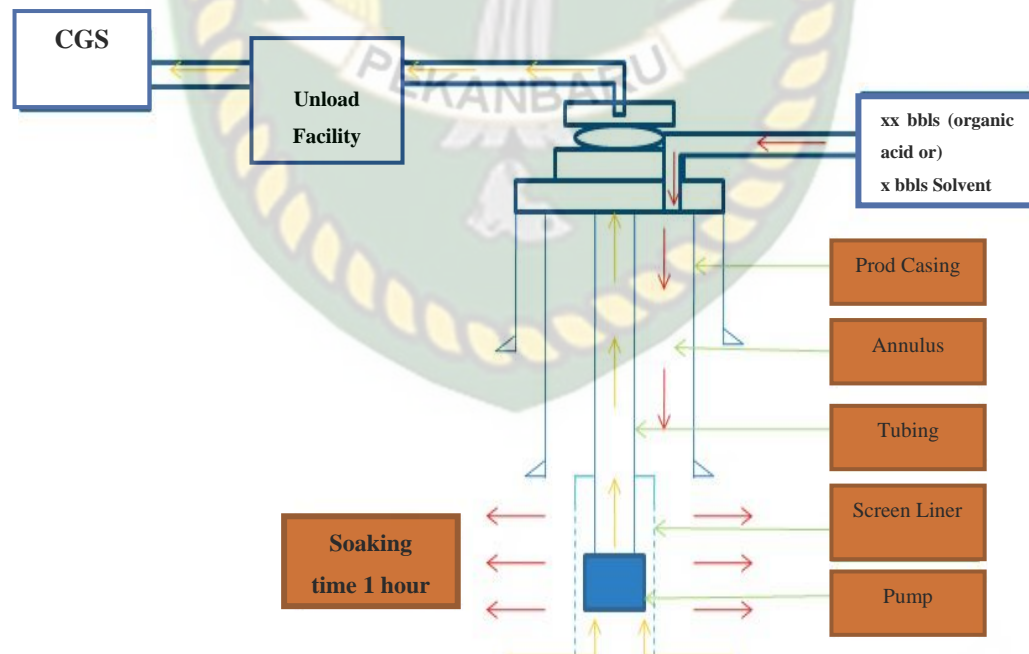 CGS
Unload
Facility
PEKANBARU
xx bbls (organic
acid or)
x bbls Solvent
Prod Casing
Annulus
Tubing
Screen Liner
Pump
Soaking
time 1 hour